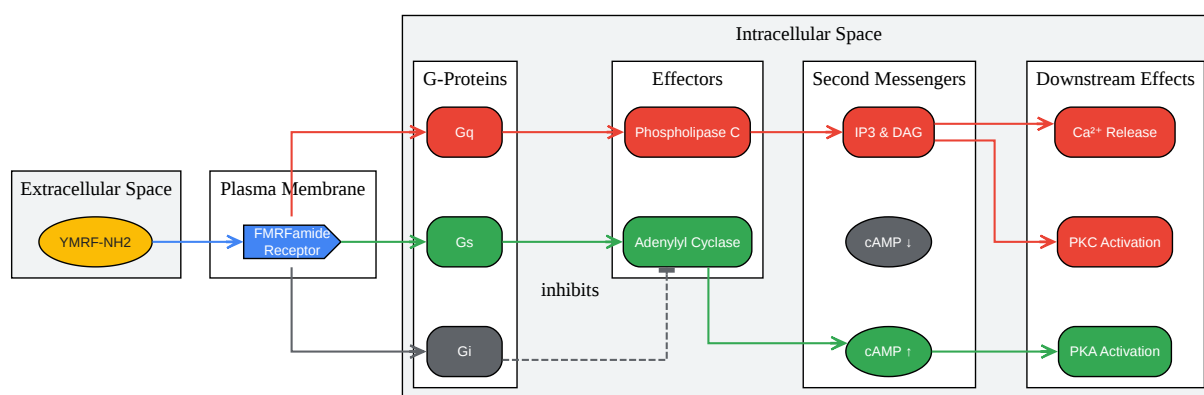 Intracellular Space
G-Proteins
Effectors
Second Messengers
Downstream Effects
Gq
Phospholipase C
IP3 & DAG
Ca²⁺ Release
Extracellular Space
Plasma Membrane
YMRF-NH2
FMRFamide
Receptor
Gs
Adenylyl Cyclase
cAMP ↓
PKC Activation
inhibits
Gi
cAMP ↑
PKA Activation